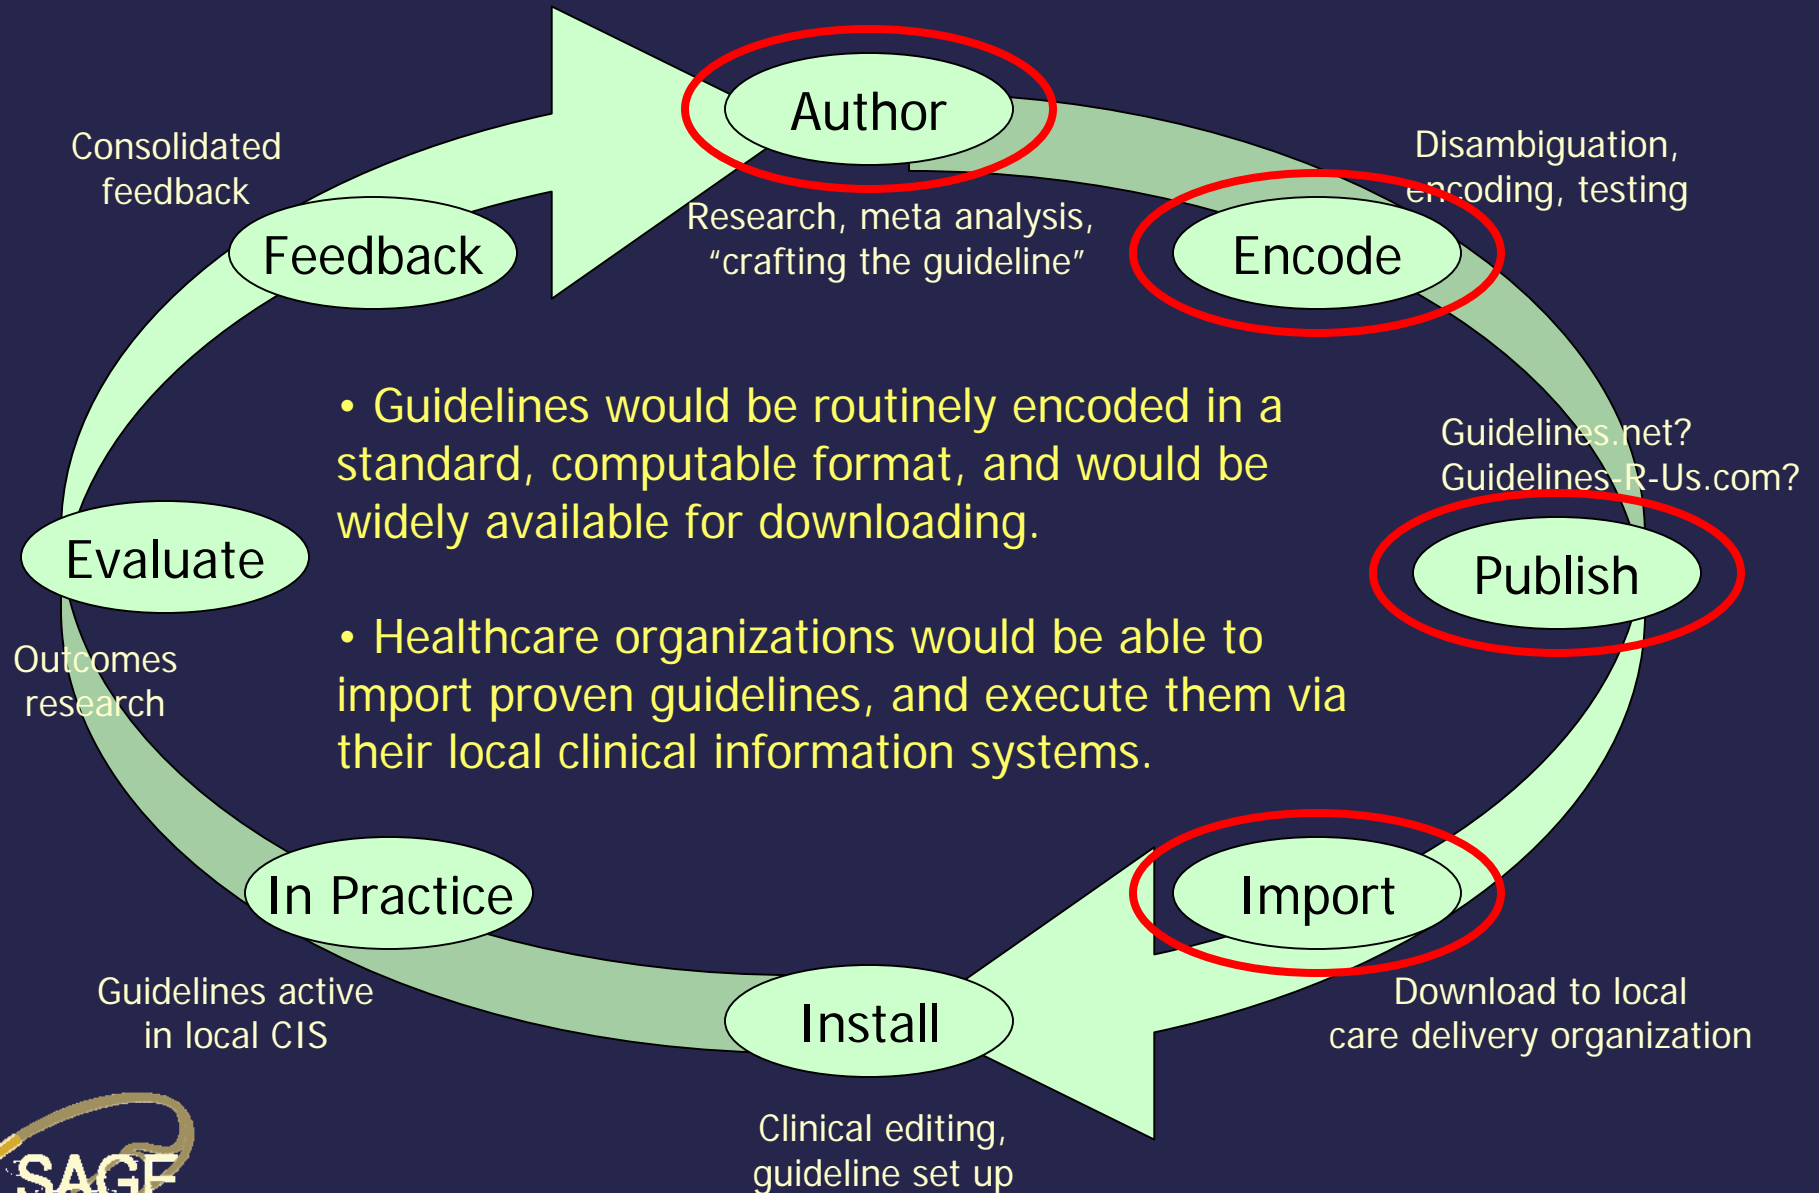 Author
Consolidated
feedback
Disambiguation,
encoding, testing
Research, meta analysis,
“crafting the guideline”
Feedback
Encode
• Guidelines would be routinely encoded in a
standard, computable format, and would be
widely available for downloading.
Guidelines.net?
Guidelines-R-Us.com?
Evaluate
Publish
• Healthcare organizations would be able to
import proven guidelines, and execute them via
their local clinical information systems.
Outcomes
research
In Practice
Import
Guidelines active
in local CIS
Install
Download to local
care delivery organization
Clinical editing,
guideline set up
SAGE